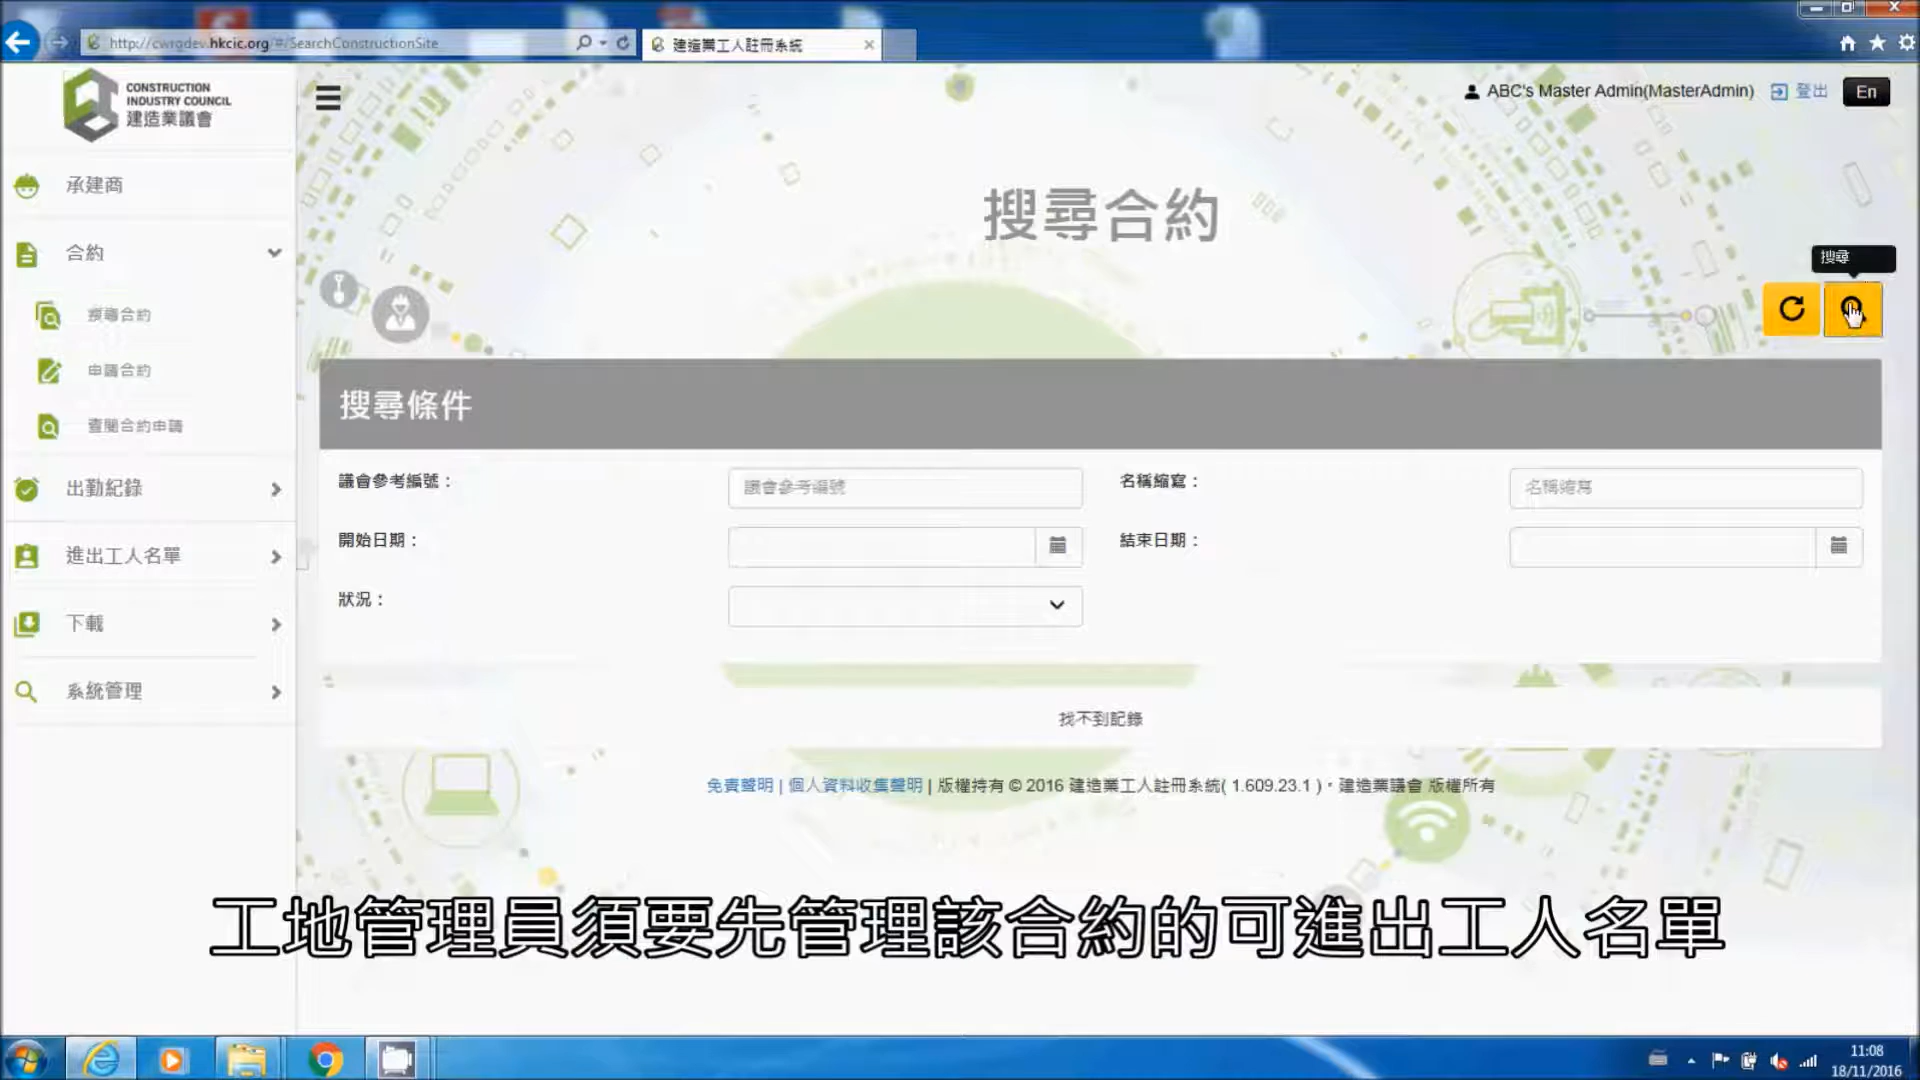 http://cwrgdev.hkcic.org/#/SearchConstructionSite
建造業工人註冊系統
CONSTRUCTION
INDUSTRY COUNCIL
建造業議會
ABC's Master Admin(MasterAdmin)
登出
En
承建商
合約
搜尋合約
申請合約
查閱合約申請
出勤紀錄
進出工人名單
下載
系統管理
搜尋合約
搜尋
搜尋條件
議會參考編號：
議會參考編號
名稱縮寫：
名稱縮寫
開始日期：
結束日期：
狀況：
找不到記錄
免責聲明 | 個人資料收集聲明 | 版權持有 © 2016 建造業工人註冊系統( 1.609.23.1 )。建造業議會 版權所有
工地管理員須要先管理該合約的可進出工人名單
11:08
18/11/2016